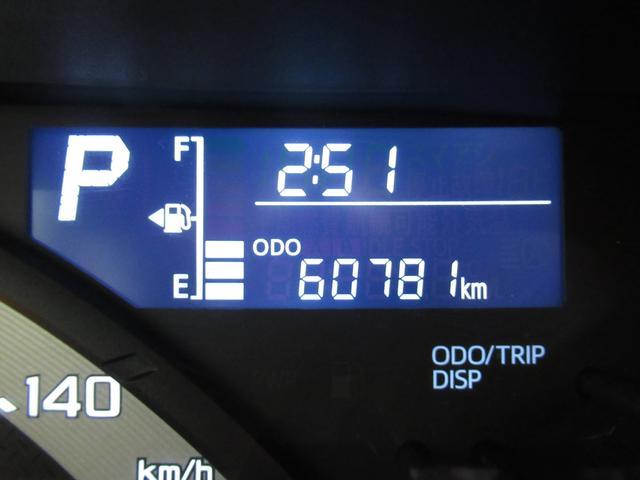 P
F
2:51
ODO
E
60781km
ODO/TRIP
DISP
140
km/h